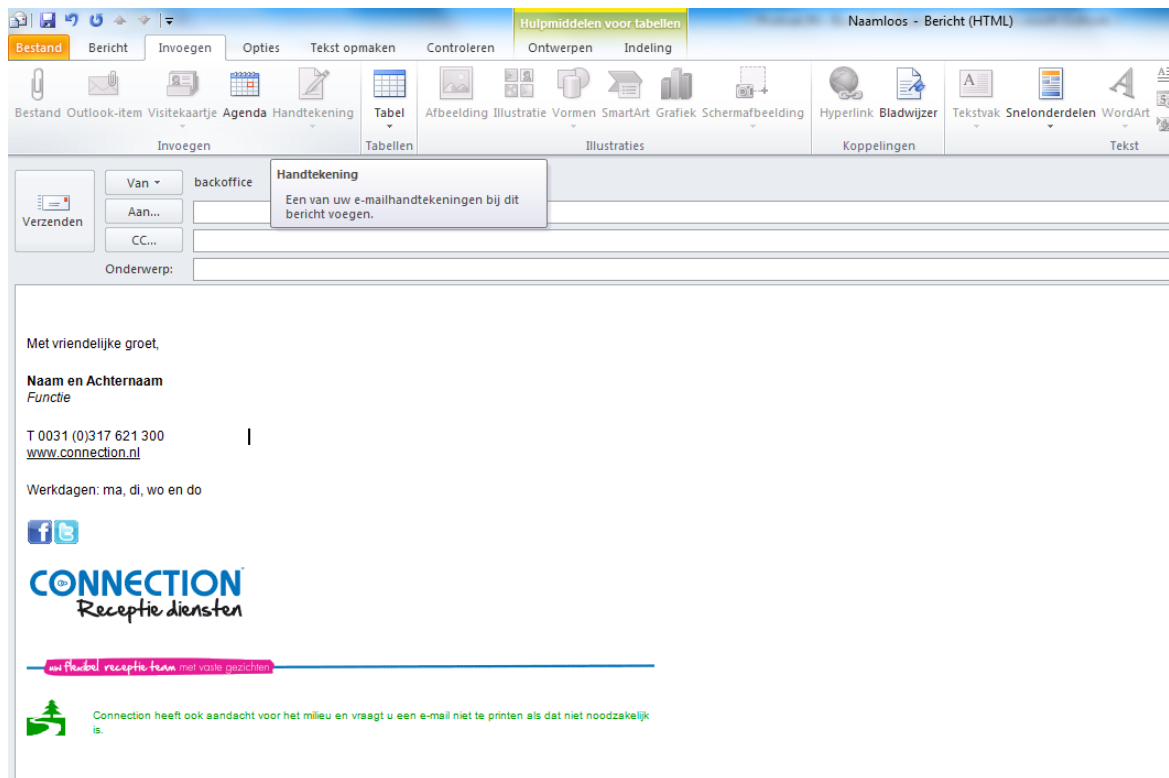 Hulpmiddelen voor tabellen
Naamloos - Bericht (HTML)
Bestand Bericht Invoegen Opties Tekst opmaken Controleren Ontwerpen Indeling
Bestand Outlook-item Visitekaartje Agenda Handtekening Tabel Afbeelding Illustratie Vormen SmartArt Grafiek Schermafbeelding Hyperlink Bladwijzer Tekstvak Snelonderdelen WordArt
Invoegen Tabellen Illustraties Koppelingen Tekst
Handtekening
Een van uw e-mailhandtekeningen bij dit
bericht voegen.
Verzenden
Van backoffice
Aan...
CC...
Onderwerp:
Met vriendelijke groet,
Naam en Achternaam
Functie
T 0031 (0)317 621 300
www.connection.nl
Werkdagen: ma, di, wo en do
CONNECTION
Receptie diensten
uw flexibel receptie team met vaste gezichten
Connection heeft ook aandacht voor het milieu en vraagt u een e-mail niet te printen als dat niet noodzakelijk
is.